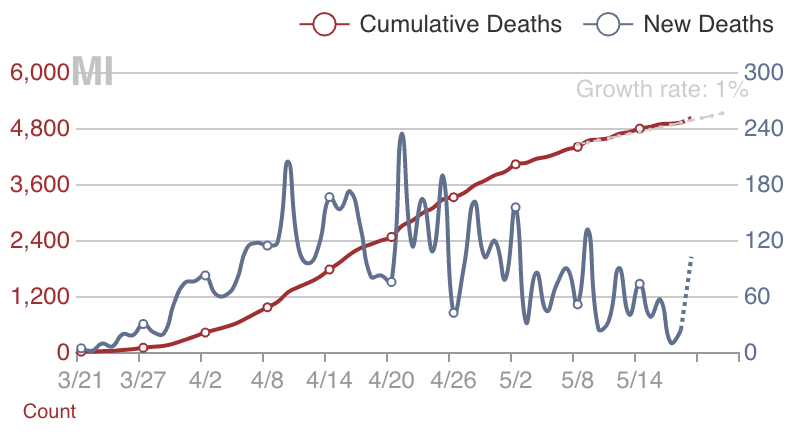 Cumulative Deaths New Deaths
6,000 MI 300
Growth rate: 1%
4,800 240
3,600 180
2,400 120
1,200 60
0 0
3/21 3/27 4/2 4/8 4/14 4/20 4/26 5/2 5/8 5/14
Count